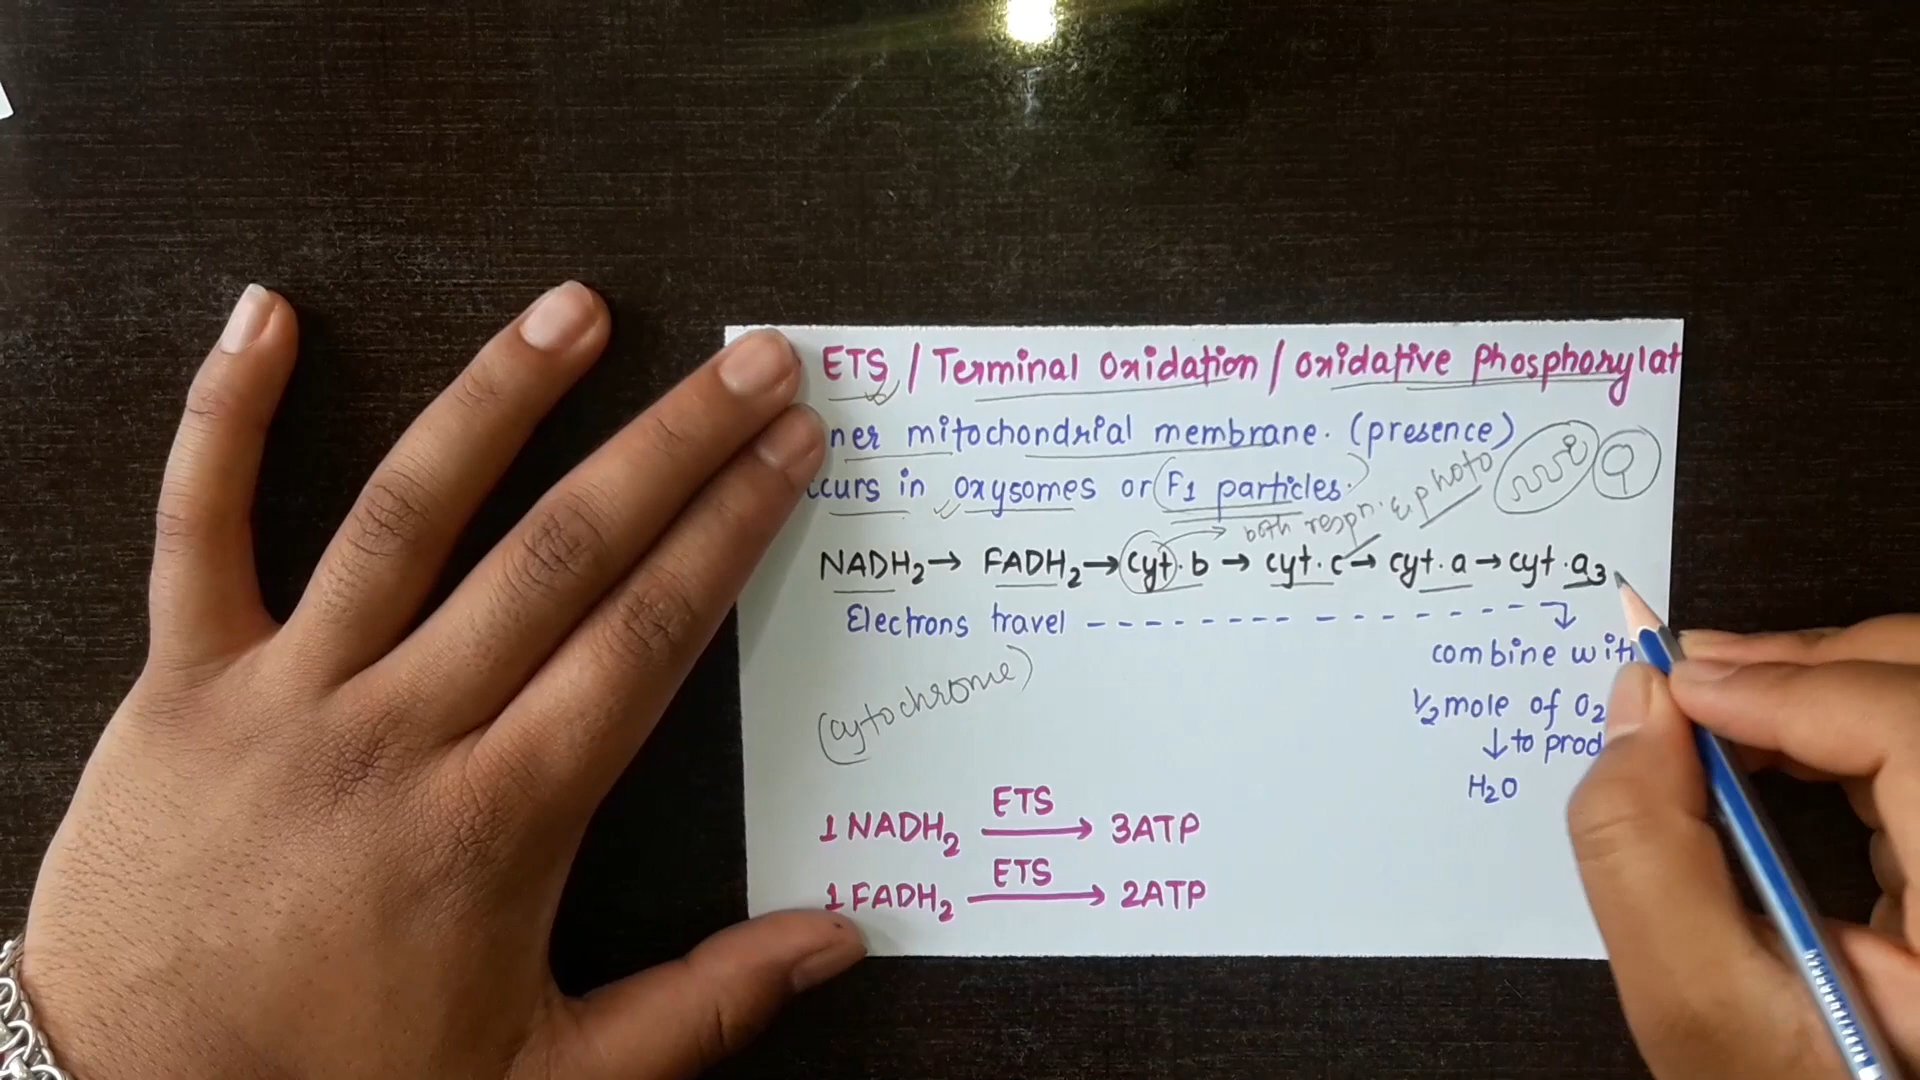 ETS / Terminal Oxidation / Oxidative Phosphorylat
ner mitochondrial membrane. (presence)
ccurs in oxysomes or F1 particles.
both respn. & photo
NADH2 → FADH2 → cyt.b → cyt.c → cyt.a → cyt.a3
Electrons travel
combine with
(cytochrome)
1/2 mole of O2
↓ to prod
H2O
1 NADH2 ETS → 3ATP
1 FADH2 ETS → 2ATP